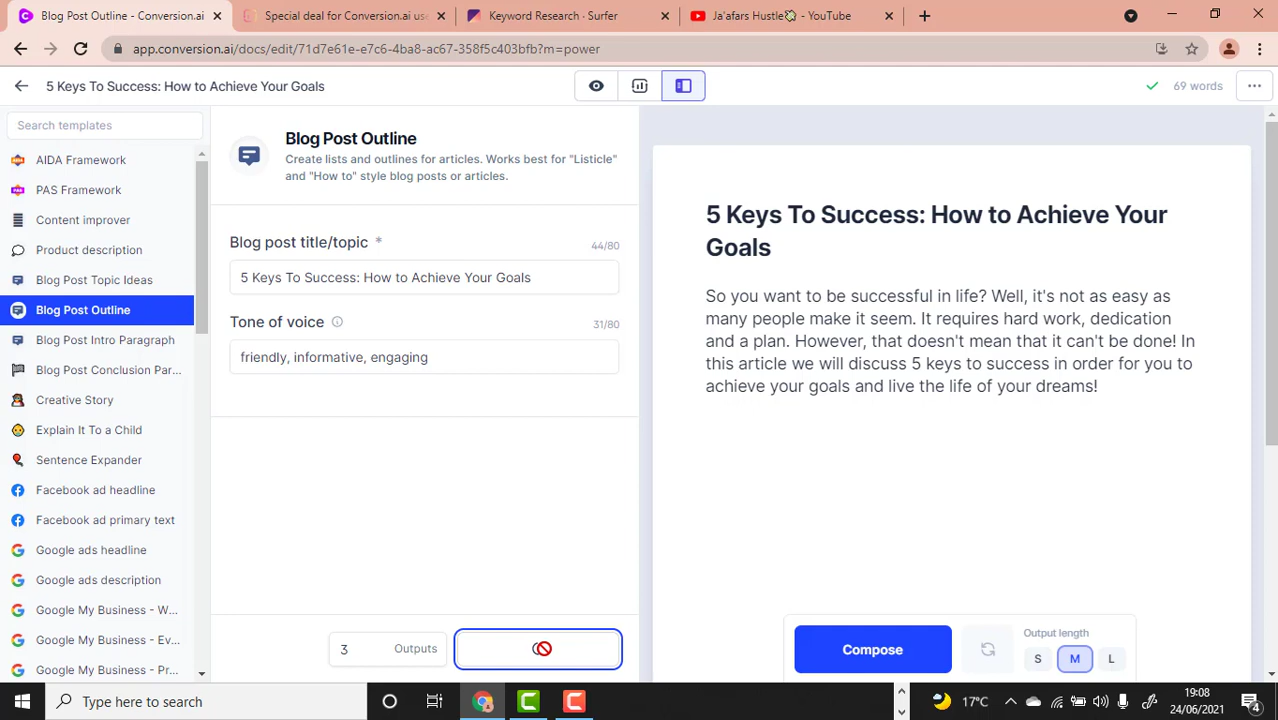 Blog Post Outline - Conversion.ai
Special deal for Conversion.ai use
Keyword Research · Surfer
Ja'afars Hustle - YouTube
app.conversion.ai/docs/edit/71d7e61e-e7c6-4ba8-ac67-358f5c403bfb?m=power
5 Keys To Success: How to Achieve Your Goals
69 words
Search templates
AIDA Framework
PAS Framework
Content improver
Product description
Blog Post Topic Ideas
Blog Post Outline
Blog Post Intro Paragraph
Blog Post Conclusion Par...
Creative Story
Explain It To a Child
Sentence Expander
Facebook ad headline
Facebook ad primary text
Google ads headline
Google ads description
Google My Business - W...
Google My Business - Ev...
Google My Business - Pr...
Blog Post Outline
Create lists and outlines for articles. Works best for "Listicle"
and "How to" style blog posts or articles.
Blog post title/topic *
44/80
5 Keys To Success: How to Achieve Your Goals
Tone of voice
31/80
friendly, informative, engaging
3 Outputs
5 Keys To Success: How to Achieve Your
Goals
So you want to be successful in life? Well, it's not as easy as
many people make it seem. It requires hard work, dedication
and a plan. However, that doesn't mean that it can't be done! In
this article we will discuss 5 keys to success in order for you to
achieve your goals and live the life of your dreams!
Compose
Output length
S M L
Type here to search
17°C
19:08
24/06/2021
4